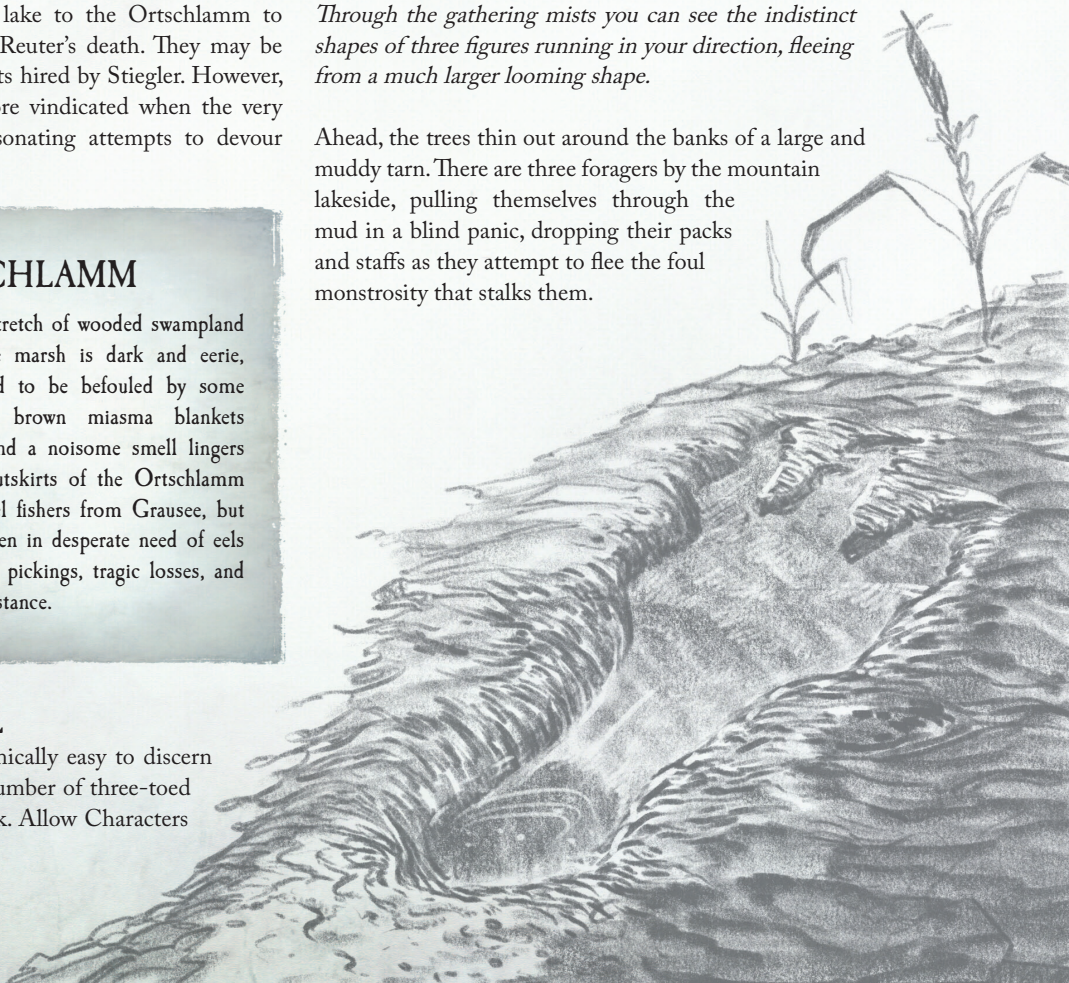 lake to the Ortschlamm to
Reuter's death. They may be
ts hired by Stiegler. However,
re vindicated when the very
sonating attempts to devour
CHLAMM
tretch of wooded swampland
marsh is dark and eerie,
d to be befouled by some
brown miasma blankets
nd a noisome smell lingers
utskirts of the Ortschlamm
l fishers from Grausee, but
en in desperate need of eels
pickings, tragic losses, and
stance.
nically easy to discern
umber of three-toed
k. Allow Characters
Through the gathering mists you can see the indistinct
shapes of three figures running in your direction, fleeing
from a much larger looming shape.
Ahead, the trees thin out around the banks of a large and
muddy tarn. There are three foragers by the mountain
lakeside, pulling themselves through the
mud in a blind panic, dropping their packs
and staffs as they attempt to flee the foul
monstrosity that stalks them.